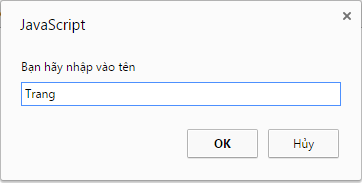 JavaScript
Bạn hãy nhập vào tên
Trang
OK Hủy